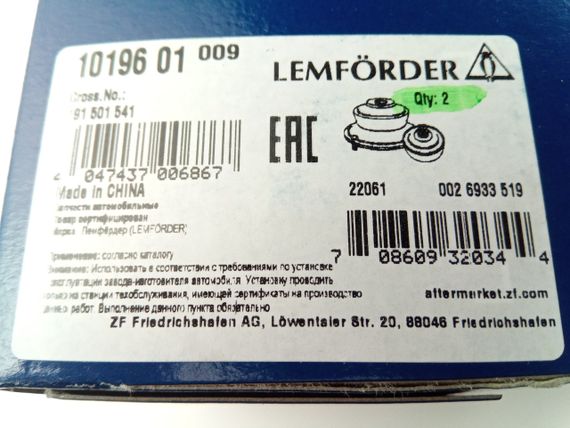 10196 01 009
LEMFÖRDER
Cross.No.:
91 501 541
Qty: 2
EAC
4 047437 006867
22061 002 6933 519
Made in CHINA
Запчасти автомобильные
Товар сертифицирован
Марка: Лемфёрдер (LEMFÖRDER)
7 08609 32034 4
Применение: согласно каталогу
Внимание: Использовать в соответствии с требованиями по установке
эксплуатации завода-изготовителя автомобиля. Установку проводить
только на станции техобслуживания, имеющей сертификаты на производство
данных работ. Выполнение данного пункта обязательно
aftermarket.zf.com
ZF Friedrichshafen AG, Löwentaler Str. 20, 88046 Friedrichshafen